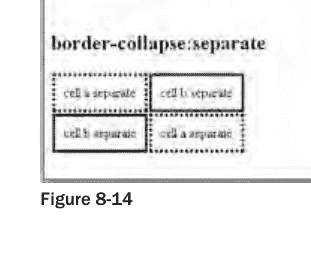 border-collapse:separate
cell a separate cell b separate
cell b separate cell a separate
Figure 8-14